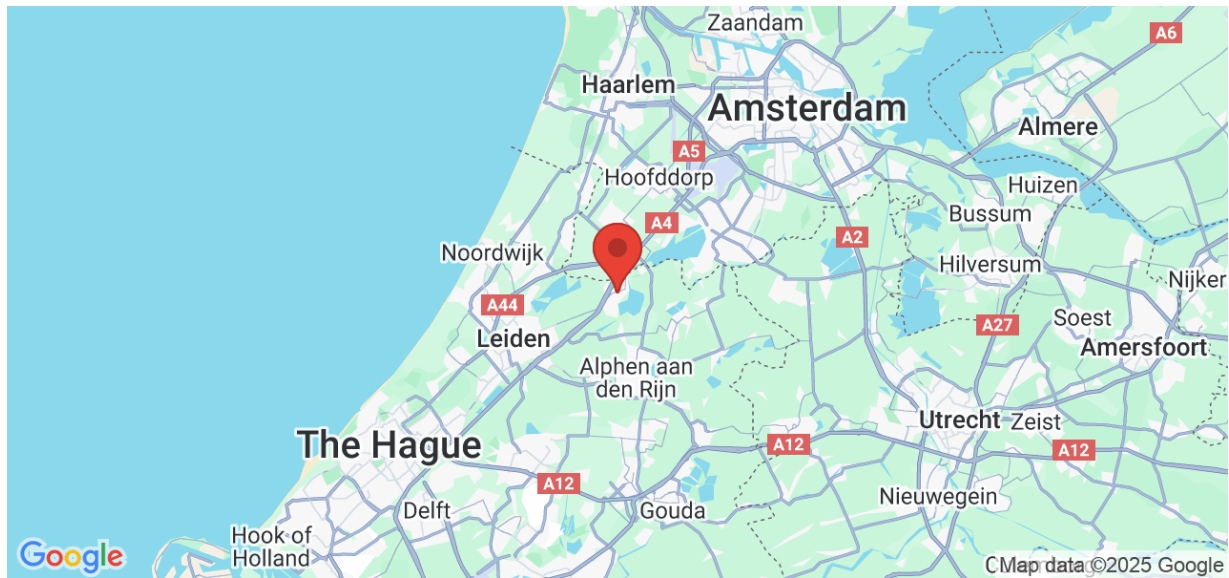 Zaandam
A6
Haarlem
Amsterdam
Almere
A5
Hoofddorp
Huizen
Bussum
A4
A2
Noordwijk
Hilversum
Nijker
A44
Soest
A27
Leiden
Amersfoort
Alphen aan
den Rijn
Utrecht
Zeist
The Hague
A12
A12
A12
Nieuwegein
Delft
Gouda
Hook of
Holland
Google
Map data ©2025 Google